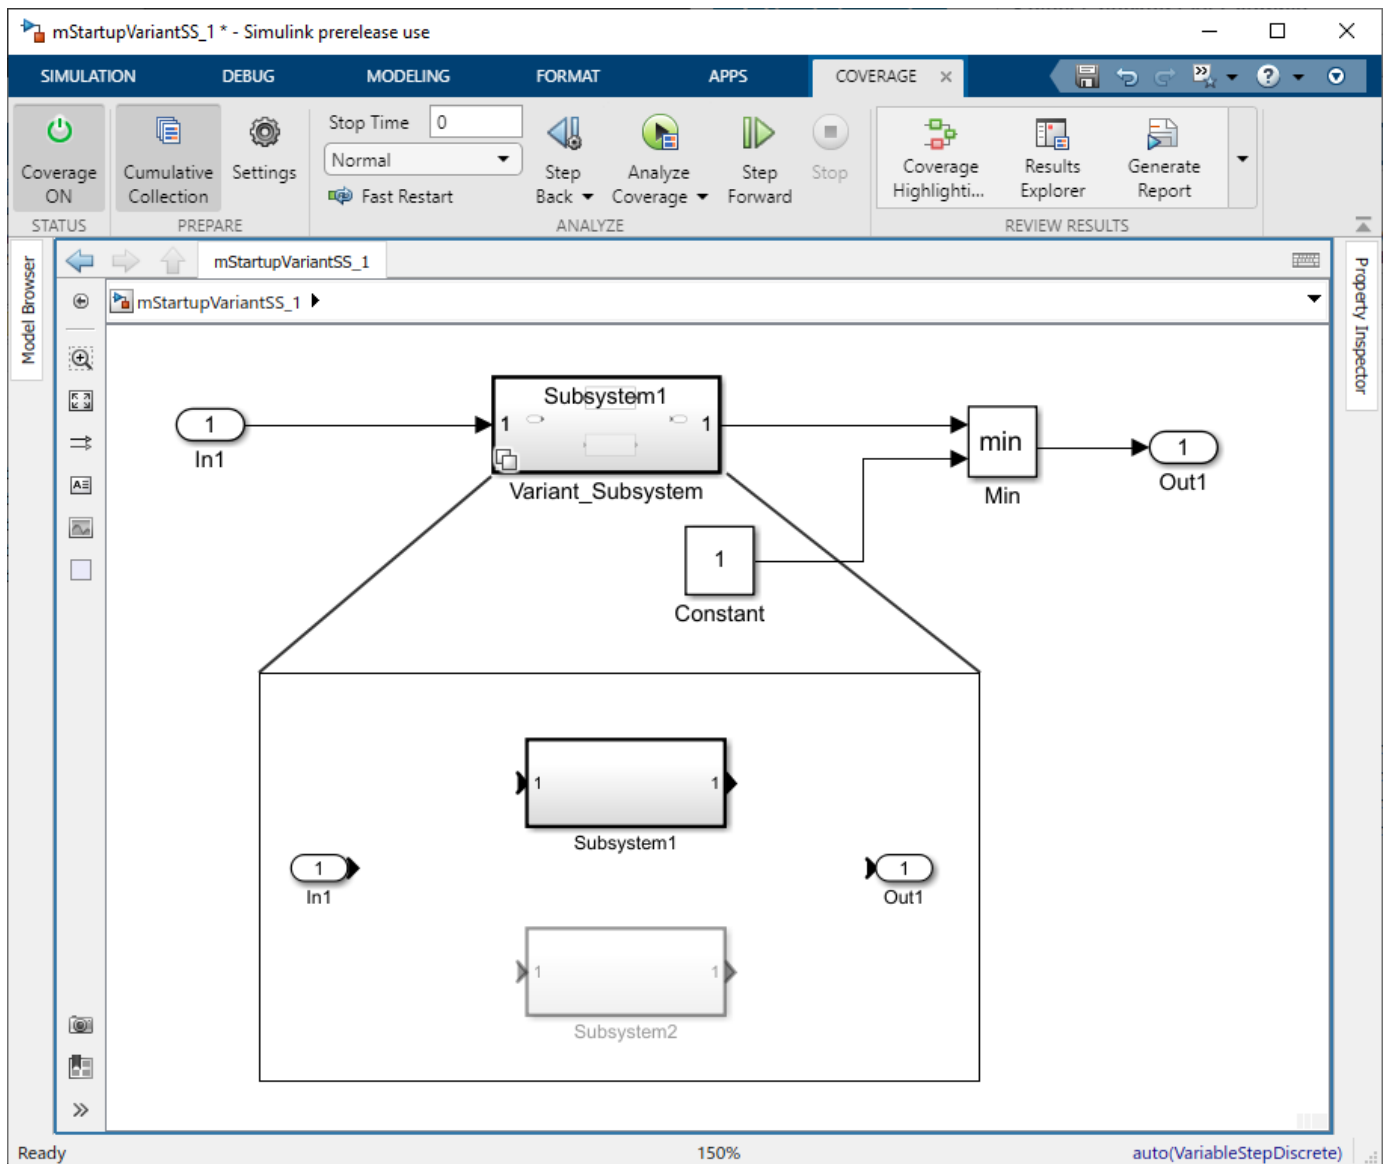 mStartupVariantSS_1 * - Simulink prerelease use
SIMULATION DEBUG MODELING FORMAT APPS COVERAGE
Coverage ON
Cumulative Collection
Settings
Stop Time 0
Normal
Fast Restart
Step Back
Analyze Coverage
Step Forward
Stop
Coverage Highlighti...
Results Explorer
Generate Report
STATUS PREPARE ANALYZE REVIEW RESULTS
Model Browser
mStartupVariantSS_1
Property Inspector
mStartupVariantSS_1
1
In1
Subsystem1
1 1
Variant_Subsystem
min
Min
1
Out1
1
Constant
1 1
Subsystem1
1
In1
1
Out1
1 1
Subsystem2
Ready 150% auto(VariableStepDiscrete)